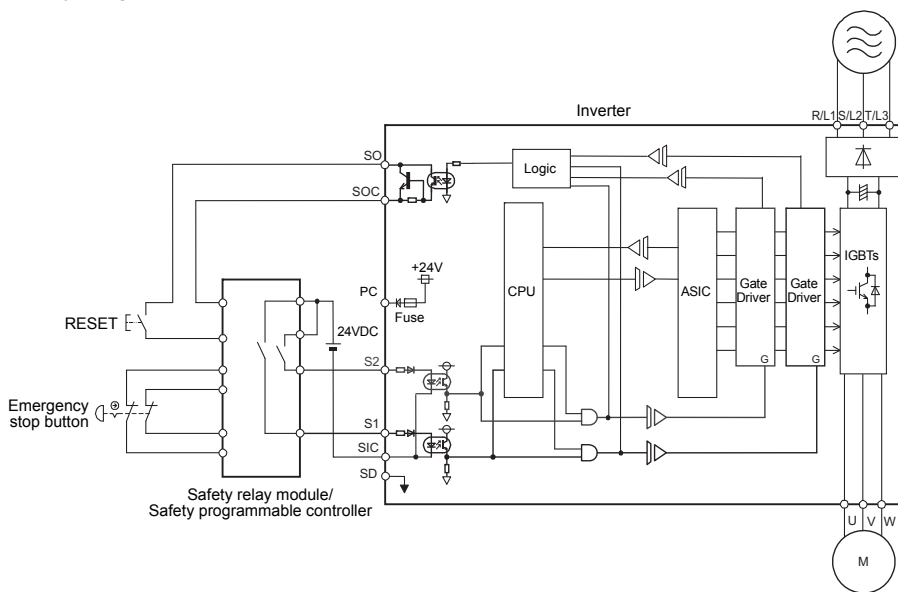 R/L1 S/L2 T/L3
Inverter
SO
SOC
Logic
+24V
PC
Fuse
CPU
ASIC
Gate
Driver
Gate
Driver
IGBTs
RESET
24VDC
S2
G
G
Emergency
stop button
S1
SIC
SD
Safety relay module/
Safety programmable controller
U V W
M